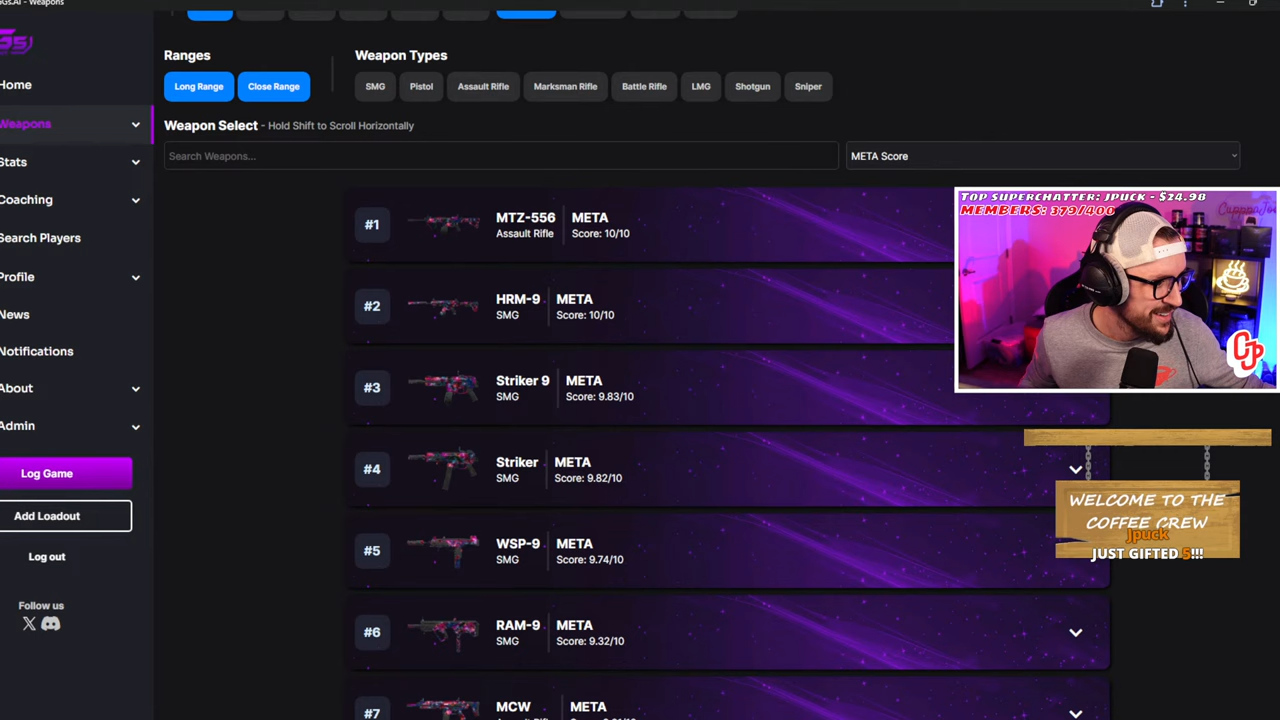 GGs.AI - Weapons
Home
Weapons
Stats
Coaching
Search Players
Profile
News
Notifications
About
Admin
Log Game
Add Loadout
Log out
Follow us
Ranges
Weapon Types
Long Range
Close Range
SMG
Pistol
Assault Rifle
Marksman Rifle
Battle Rifle
LMG
Shotgun
Sniper
Weapon Select - Hold Shift to Scroll Horizontally
Search Weapons...
META Score
#1
MTZ-556
Assault Rifle
META
Score: 10/10
#2
HRM-9
SMG
META
Score: 10/10
#3
Striker 9
SMG
META
Score: 9.83/10
#4
Striker
SMG
META
Score: 9.82/10
#5
WSP-9
SMG
META
Score: 9.74/10
#6
RAM-9
SMG
META
Score: 9.32/10
#7
MCW
META
TOP SUPERCHATTER: JPUCK - $24.98
MEMBERS: 379/400
CJP
WELCOME TO THE
COFFEE CREW
Jpuck
JUST GIFTED 5!!!